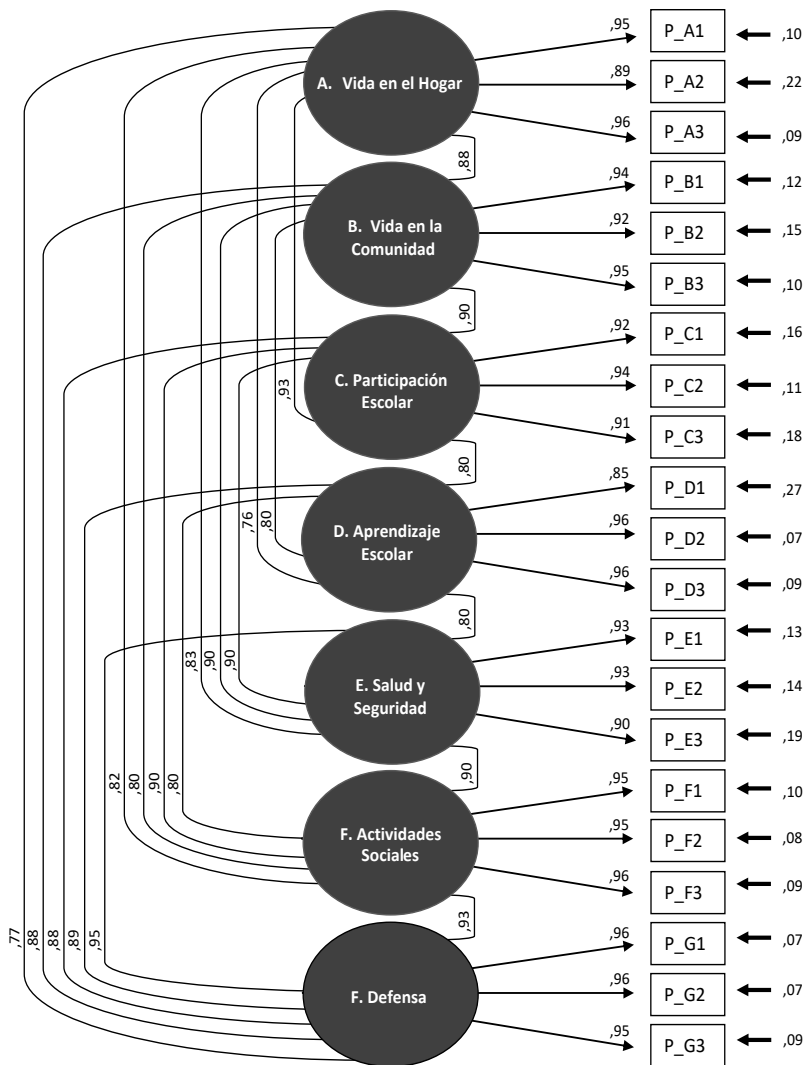 ,95
P_A1
,10
A. Vida en el Hogar
,89
P_A2
,22
,96
P_A3
,09
,88
,94
P_B1
,12
B. Vida en la
Comunidad
,92
P_B2
,15
,95
P_B3
,10
,90
,92
P_C1
,16
C. Participación
Escolar
,94
P_C2
,11
,93
,91
P_C3
,18
,80
,85
P_D1
,27
,76
,80
D. Aprendizaje
Escolar
,96
P_D2
,07
,96
P_D3
,09
,80
,93
P_E1
,13
,83
,90
,90
E. Salud y
Seguridad
,93
P_E2
,14
,90
P_E3
,19
,90
,82
,80
,90
,80
,95
P_F1
,10
F. Actividades
Sociales
,95
P_F2
,08
,96
P_F3
,09
,93
,77
,88
,88
,89
,95
,96
P_G1
,07
F. Defensa
,96
P_G2
,07
,95
P_G3
,09